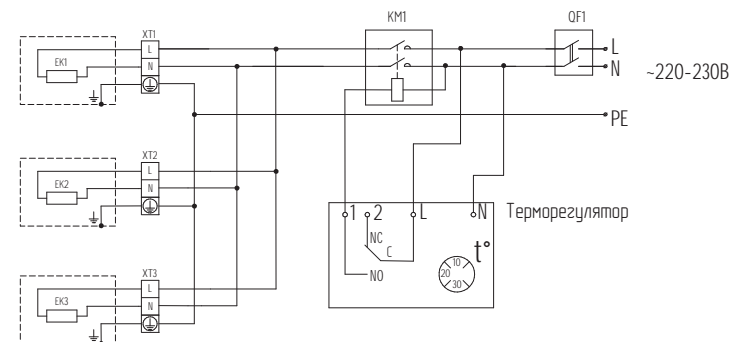 KM1
QF1
XT1
L
EK1
N
L
N
~220-230В
PE
XT2
L
EK2
N
1
2
L
N
Терморегулятор
NC
C
t°
10
20
30
NO
XT3
L
EK3
N